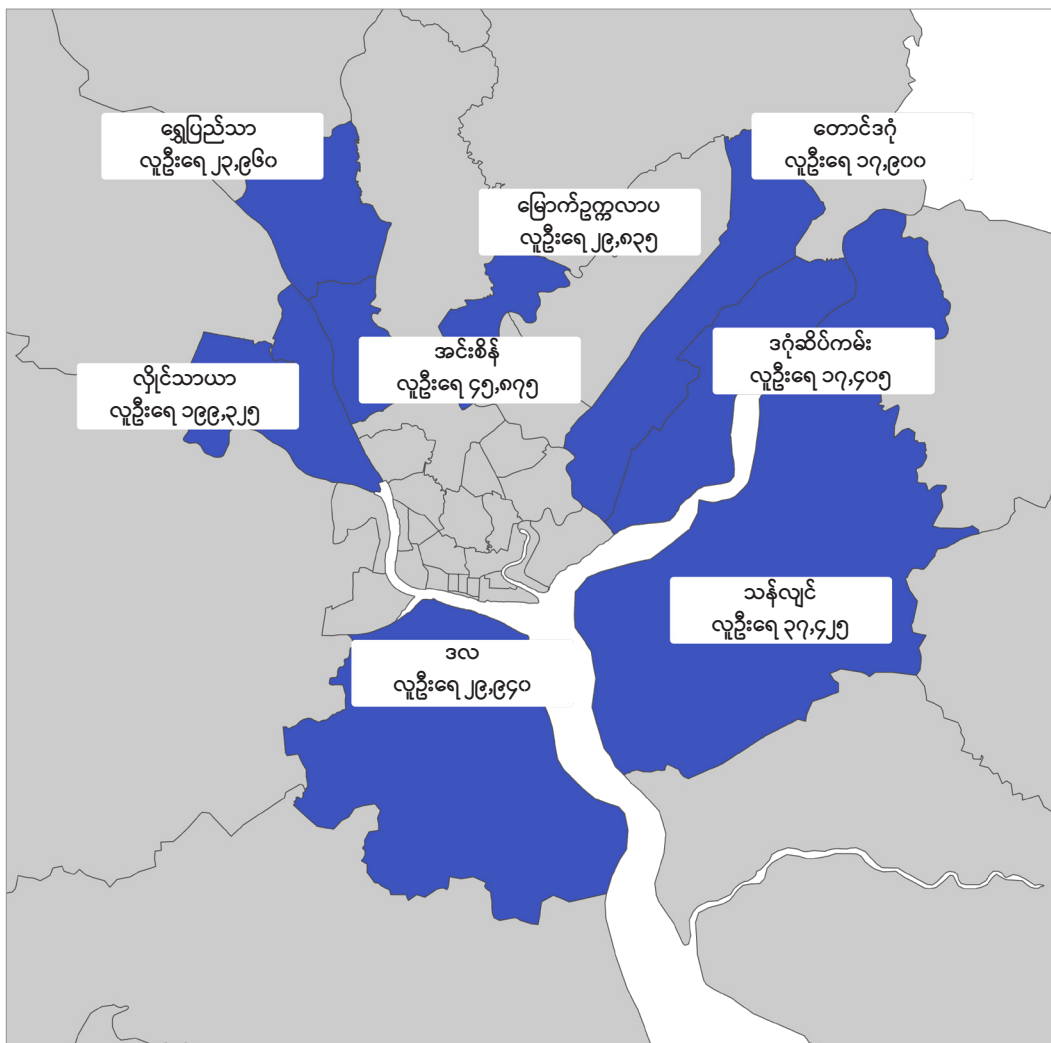 ရွှေပြည်သာ
လူဦးရေ ၂၃,၉၆၀
တောင်ဒဂုံ
လူဦးရေ ၁၇,၉၀၀
မြောက်ဥက္ကလာပ
လူဦးရေ ၂၉,၈၃၅
အင်းစိန်
လူဦးရေ ၄၅,၈၇၅
ဒဂုံဆိပ်ကမ်း
လူဦးရေ ၁၇,၄၀၅
လှိုင်သာယာ
လူဦးရေ ၁၉၉,၃၂၅
သန်လျင်
လူဦးရေ ၃၇,၄၂၅
ဒလ
လူဦးရေ ၂၉,၉၄၀